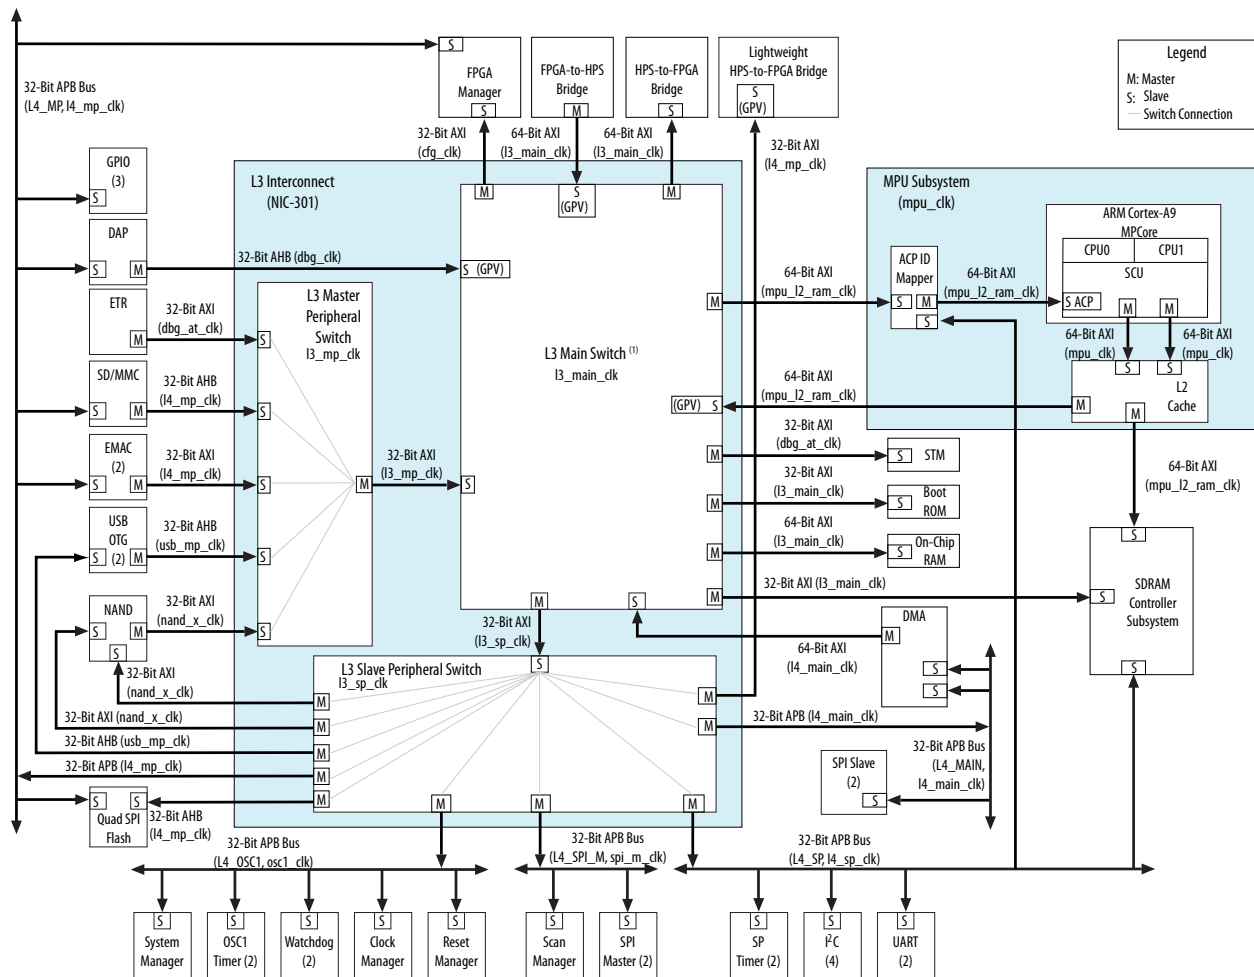 32-Bit APB Bus
(L4_MP, l4_mp_clk)
S
FPGA
Manager
S
FPGA-to-HPS
Bridge
M
HPS-to-FPGA
Bridge
S
Lightweight
HPS-to-FPGA Bridge
S
(GPV)
Legend
M: Master
S: Slave
Switch Connection
32-Bit AXI
(cfg_clk)
64-Bit AXI
(l3_main_clk)
64-Bit AXI
(l3_main_clk)
32-Bit AXI
(l4_mp_clk)
GPIO
(3)
S
DAP
S
M
32-Bit AHB (dbg_clk)
ETR
M
32-Bit AXI
(dbg_at_clk)
SD/MMC
S
M
32-Bit AHB
(l4_mp_clk)
EMAC
(2)
S
M
32-Bit AXI
(l4_mp_clk)
USB
OTG
(2)
S
M
32-Bit AHB
(usb_mp_clk)
NAND
S
M
S
32-Bit AXI
(nand_x_clk)
32-Bit AXI
(nand_x_clk)
32-Bit AXI (nand_x_clk)
32-Bit AHB (usb_mp_clk)
32-Bit APB (l4_mp_clk)
S
S
Quad SPI
Flash
32-Bit AHB
(l4_mp_clk)
L3 Interconnect
(NIC-301)
L3 Master
Peripheral
Switch
l3_mp_clk
S
S
S
S
S
M
32-Bit AXI
(l3_mp_clk)
M
S
(GPV)
M
S (GPV)
S
L3 Main Switch (1)
l3_main_clk
M
(GPV) S
M
M
M
M
M
S
32-Bit AXI
(l3_sp_clk)
L3 Slave Peripheral Switch
l3_sp_clk
S
M
M
M
M
M
M
M
M
M
M
MPU Subsystem
(mpu_clk)
64-Bit AXI
(mpu_l2_ram_clk)
ACP ID
Mapper
S
M
S
64-Bit AXI
(mpu_l2_ram_clk)
ARM Cortex-A9
MPCore
CPU0
CPU1
SCU
S ACP
M
M
64-Bit AXI
(mpu_clk)
64-Bit AXI
(mpu_clk)
S
S
L2
Cache
M
M
64-Bit AXI
(mpu_l2_ram_clk)
32-Bit AXI
(dbg_at_clk)
S
STM
32-Bit AXI
(l3_main_clk)
S
Boot
ROM
64-Bit AXI
(l3_main_clk)
S
On-Chip
RAM
32-Bit AXI (l3_main_clk)
64-Bit AXI
(mpu_l2_ram_clk)
S
S
SDRAM
Controller
Subsystem
S
DMA
M
S
S
64-Bit AXI
(l4_main_clk)
32-Bit APB (l4_main_clk)
32-Bit APB Bus
(L4_MAIN,
l4_main_clk)
SPI Slave
(2)
S
32-Bit APB Bus
(L4_OSC1, osc1_clk)
32-Bit APB Bus
(L4_SPI_M, spi_m_clk)
32-Bit APB Bus
(L4_SP, l4_sp_clk)
S
System
Manager
S
OSC1
Timer (2)
S
Watchdog
(2)
S
Clock
Manager
S
Reset
Manager
S
Scan
Manager
S
SPI
Master (2)
S
SP
Timer (2)
S
I²C
(4)
S
UART
(2)